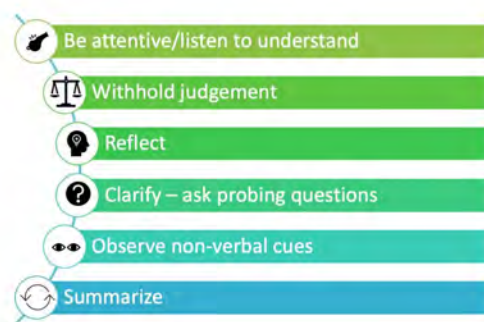 Be attentive/listen to understand
Withhold judgement
Reflect
Clarify – ask probing questions
Observe non-verbal cues
Summarize